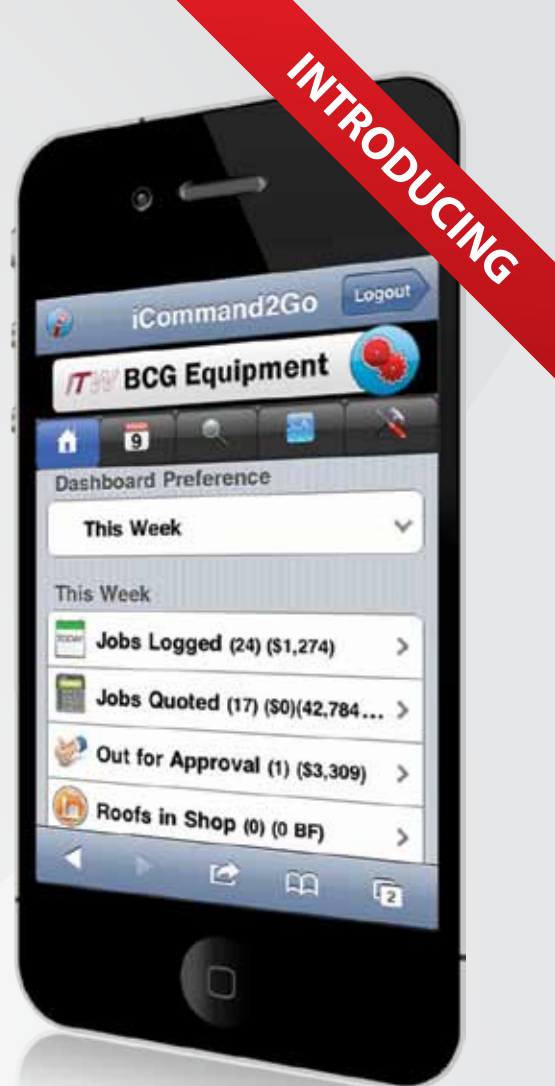 INTRODUCING
iCommand2Go
Logout
ITW BCG Equipment
9
Dashboard Preference
This Week
This Week
TODAY
Jobs Logged (24) ($1,274)
Jobs Quoted (17) ($0)(42,784...
Out for Approval (1) ($3,309)
Roofs in Shop (0) (0 BF)
2